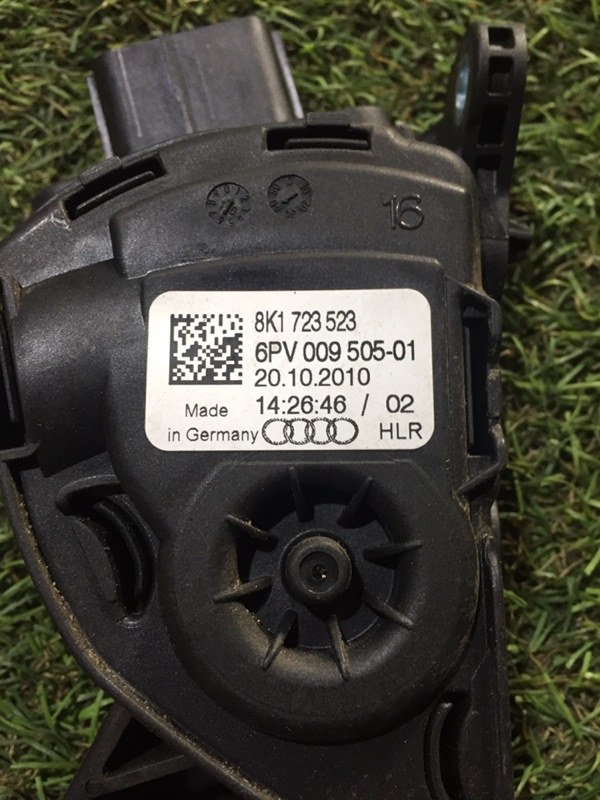 16
8K1 723 523
6PV 009 505-01
20.10.2010
Made 14:26:46 / 02
in Germany HLR